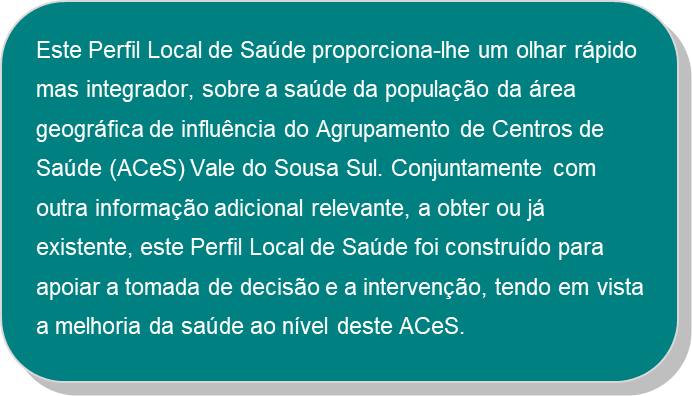 Este Perfil Local de Saúde proporciona-lhe um olhar rápido
mas integrador, sobre a saúde da população da área
geográfica de influência do Agrupamento de Centros de
Saúde (ACeS) Vale do Sousa Sul. Conjuntamente com
outra informação adicional relevante, a obter ou já
existente, este Perfil Local de Saúde foi construído para
apoiar a tomada de decisão e a intervenção, tendo em vista
a melhoria da saúde ao nível deste ACeS.